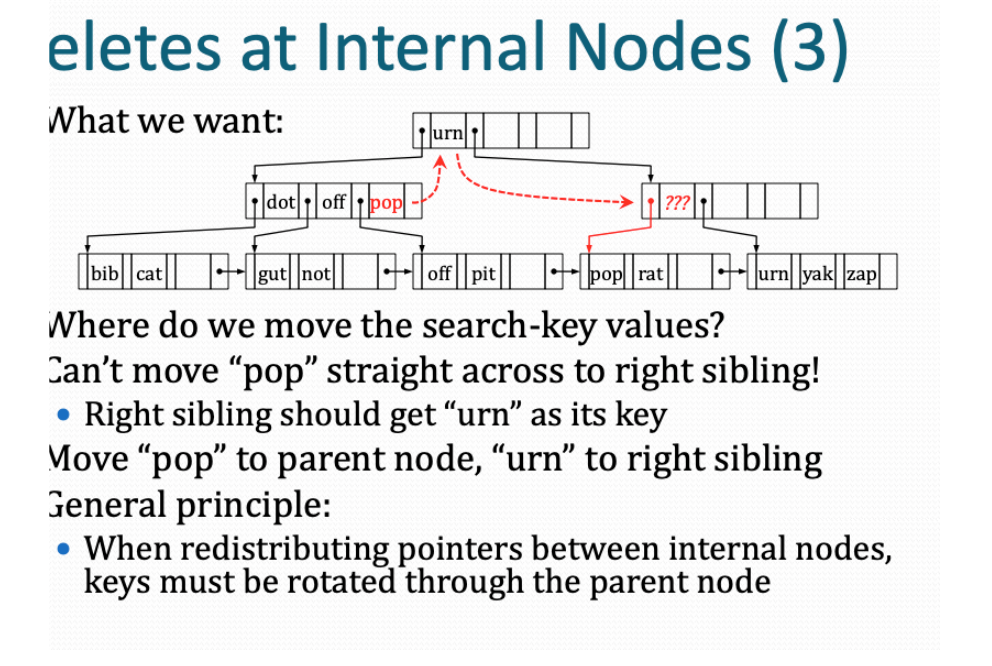 eletes at Internal Nodes (3)
What we want:
urn
dot off pop
???
bib cat
gut not
off pit
pop rat
urn yak zap
Where do we move the search-key values?
Can't move “pop” straight across to right sibling!
• Right sibling should get “urn” as its key
Move “pop” to parent node, “urn” to right sibling
General principle:
• When redistributing pointers between internal nodes,
keys must be rotated through the parent node